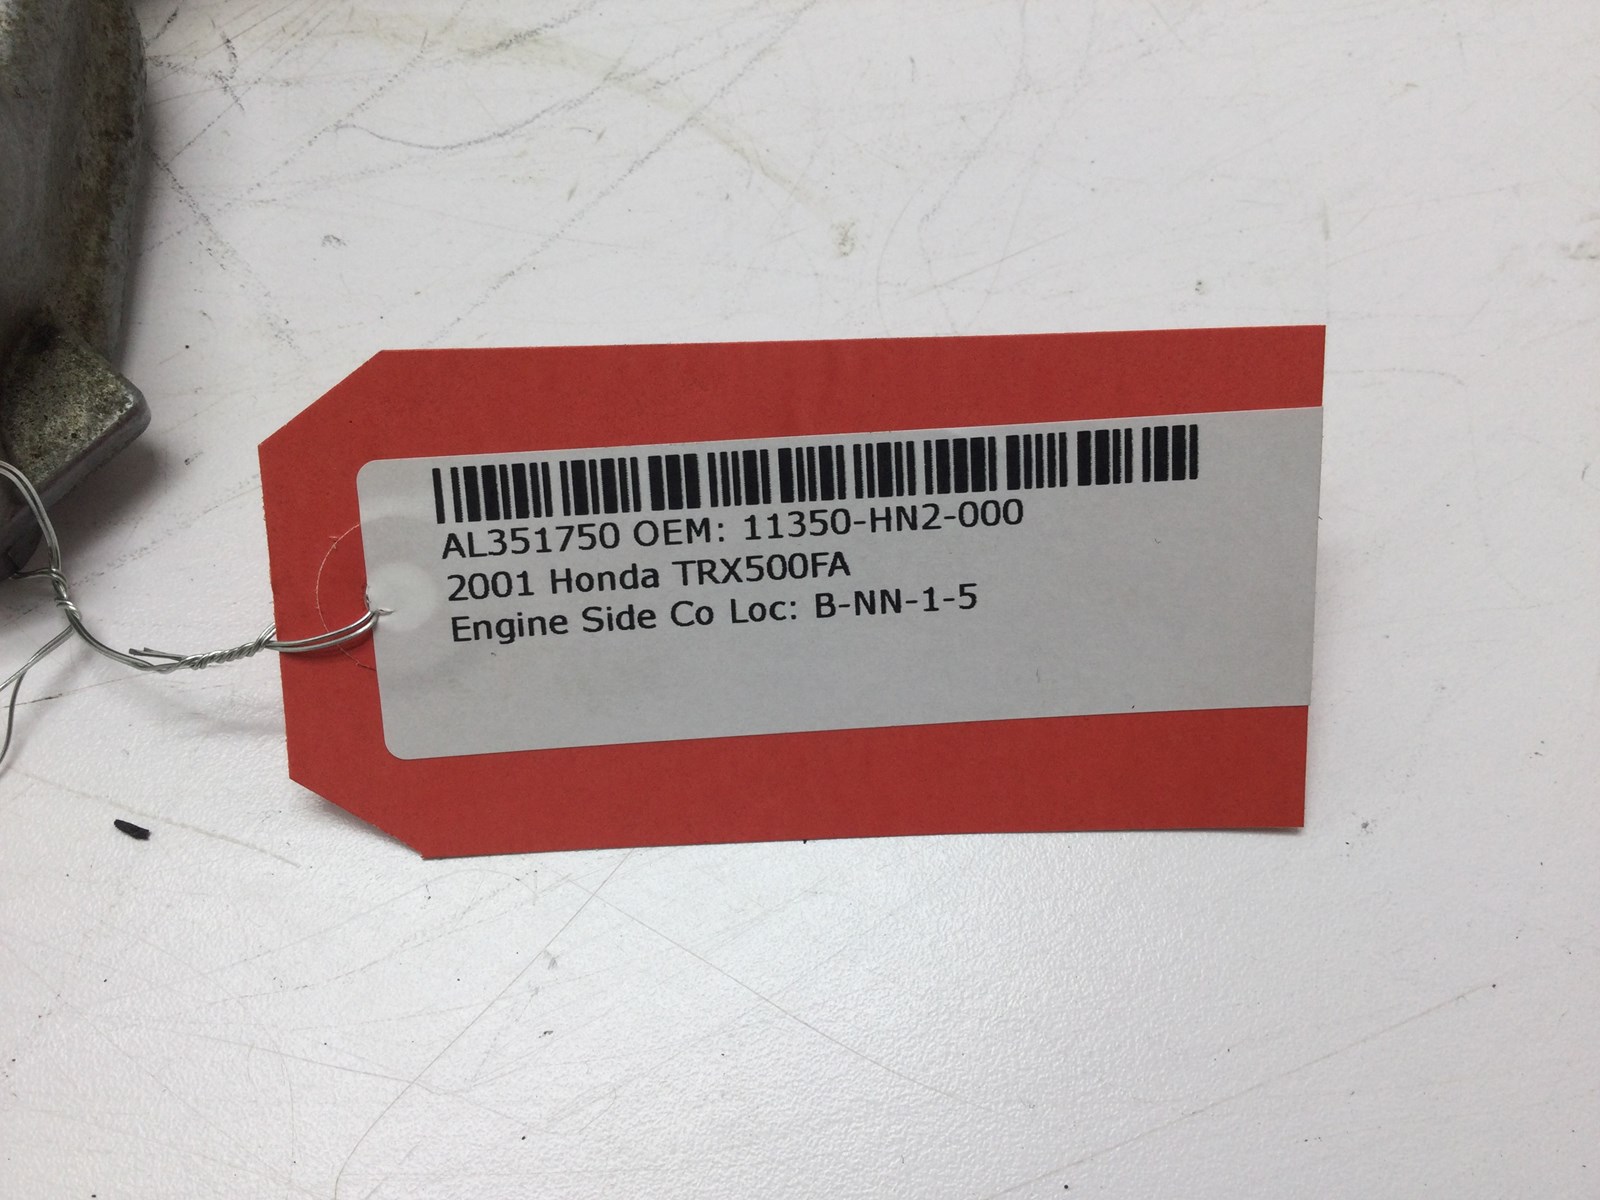 AL351750 OEM: 11350-HN2-000
2001 Honda TRX500FA
Engine Side Co Loc: B-NN-1-5